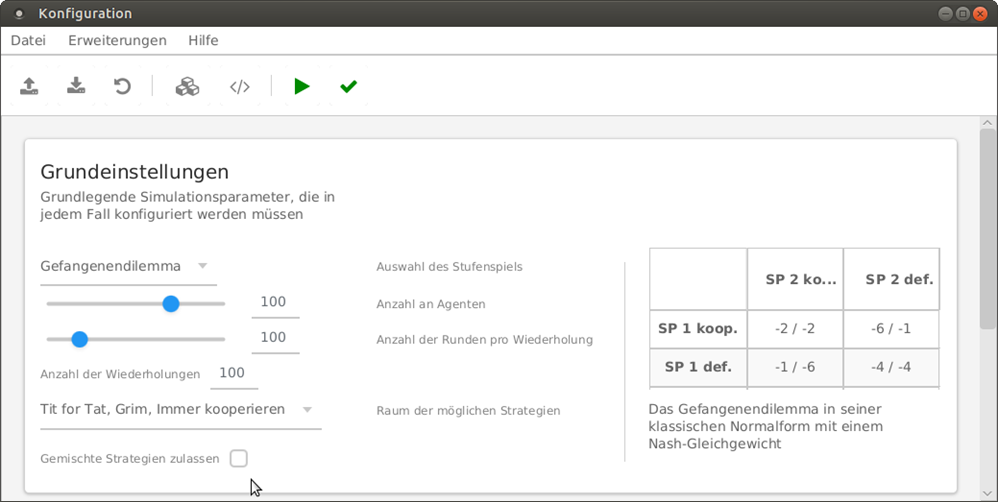 Konfiguration
Datei Erweiterungen Hilfe
</>
Grundeinstellungen
Grundlegende Simulationsparameter, die in
jedem Fall konfiguriert werden müssen
Gefangenendilemma Auswahl des Stufenspiels
100 Anzahl an Agenten
100 Anzahl der Runden pro Wiederholung
Anzahl der Wiederholungen 100
Tit for Tat, Grim, Immer kooperieren Raum der möglichen Strategien
Gemischte Strategien zulassen
SP 2 ko... SP 2 def.
SP 1 koop. -2 / -2 -6 / -1
SP 1 def. -1 / -6 -4 / -4
Das Gefangenendilemma in seiner
klassischen Normalform mit einem
Nash-Gleichgewicht